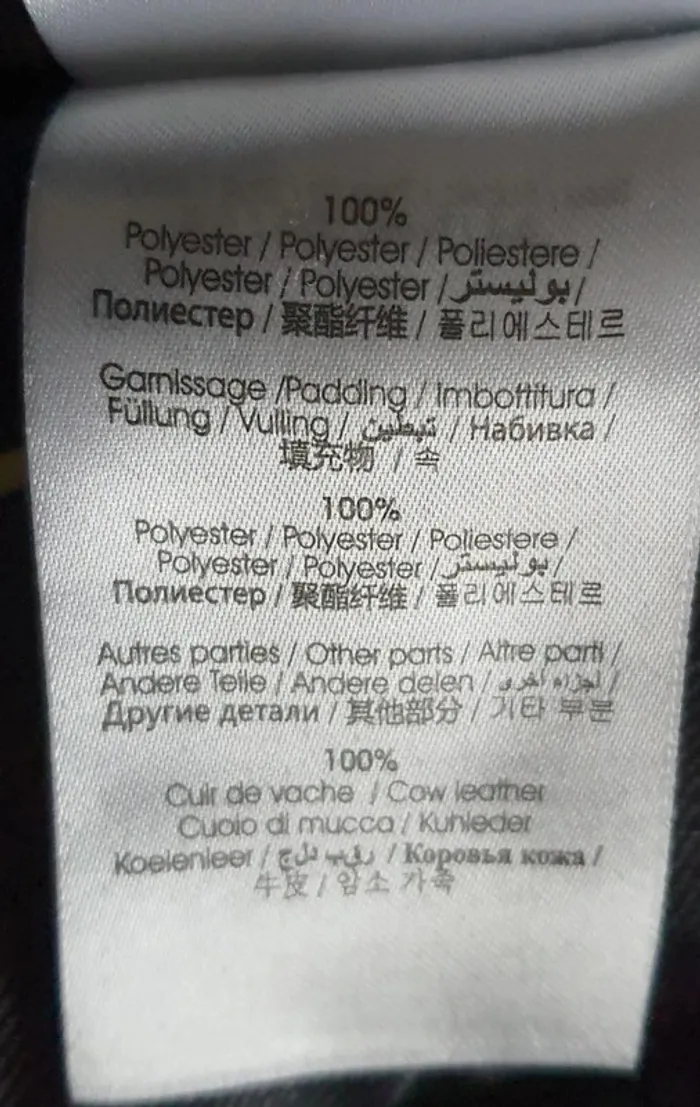 100%
Polyester / Polyester / Poliestere /
Polyester / Polyester / بوليستر /
Полиестер / 聚酯纤维 / 폴리에스테르
Garnissage /Padding / Imbottitura /
Füllung / Vulling / تبطين / Набивка /
填充物 / 속
100%
Polyester / Polyester / Poliestere /
Polyester / Polyester / بوليستر /
Полиестер / 聚酯纤维 / 폴리에스테르
Autres parties / Other parts / Altre parti /
Andere Teile / Andere delen / أجزاء أخرى /
Другие детали / 其他部分 / 기타 부분
100%
Cuir de vache / Cow leather
Cuoio di mucca / Kuhleder
Koeienleer / / Коровья кожа /
牛皮 / 암소 가죽